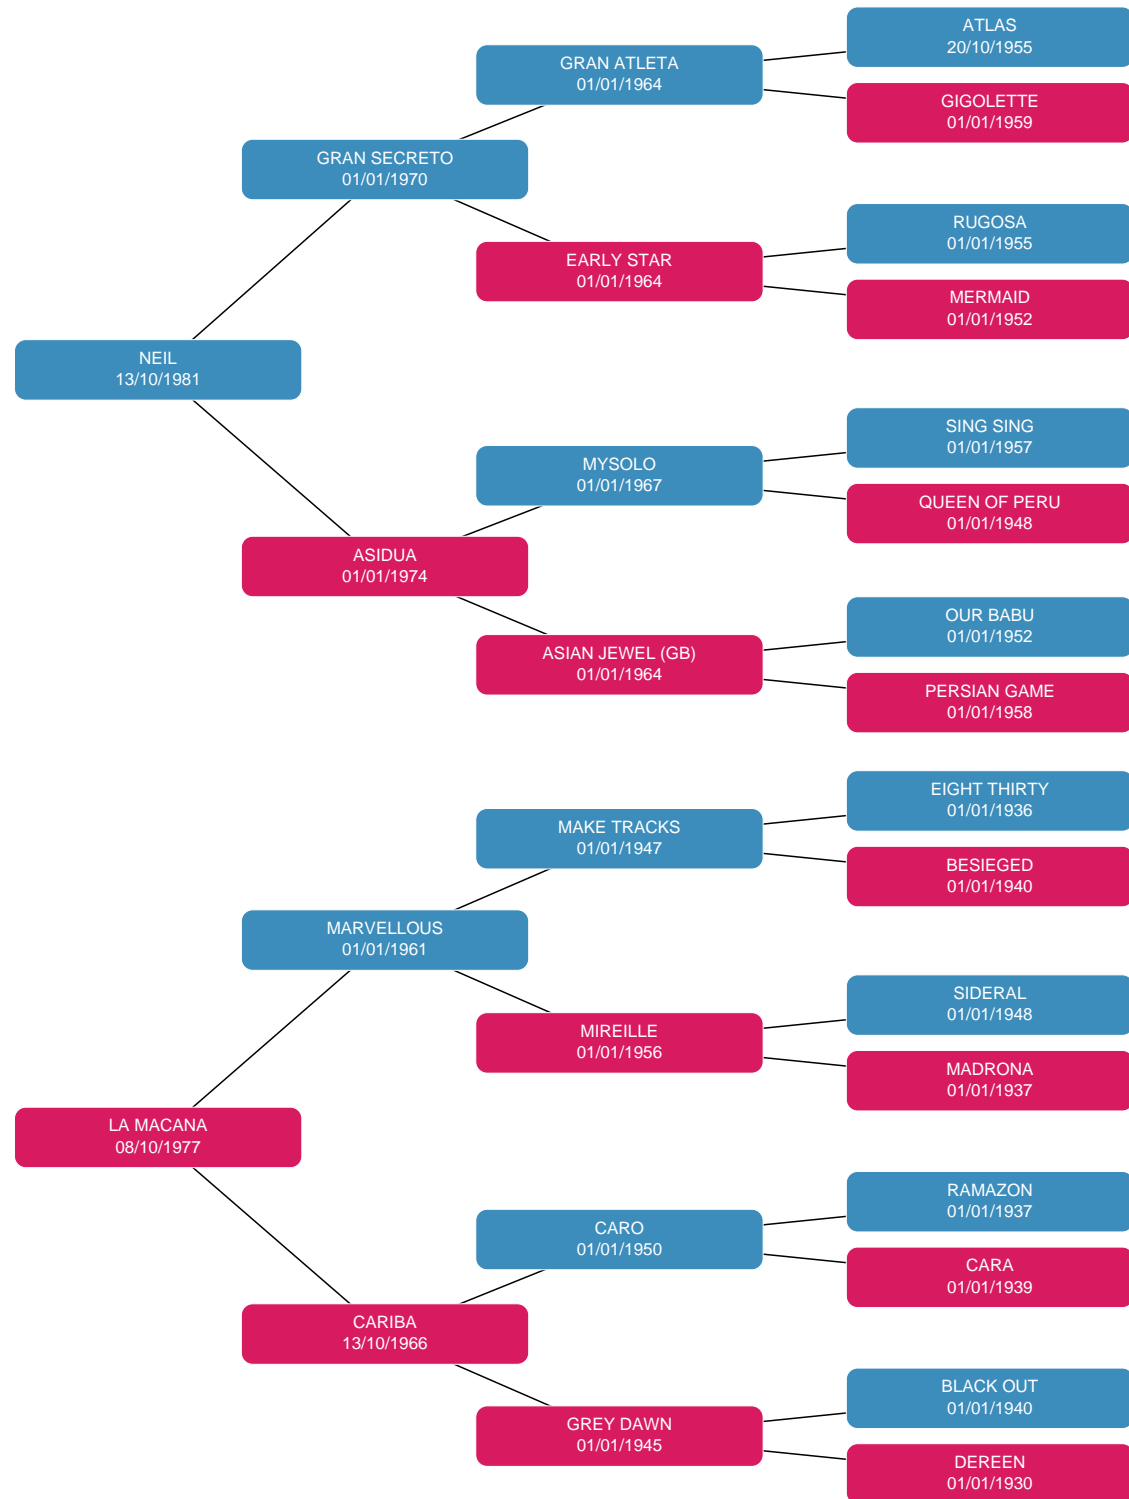 ATLAS
20/10/1955
GRAN ATLETA
01/01/1964
GIGOLETTE
01/01/1959
GRAN SECRETO
01/01/1970
RUGOSA
01/01/1955
EARLY STAR
01/01/1964
MERMAID
01/01/1952
NEIL
13/10/1981
SING SING
01/01/1957
MYSOLO
01/01/1967
QUEEN OF PERU
01/01/1948
ASIDUA
01/01/1974
OUR BABU
01/01/1952
ASIAN JEWEL (GB)
01/01/1964
PERSIAN GAME
01/01/1958
EIGHT THIRTY
01/01/1936
MAKE TRACKS
01/01/1947
BESIEGED
01/01/1940
MARVELLOUS
01/01/1961
SIDERAL
01/01/1948
MIREILLE
01/01/1956
MADRONA
01/01/1937
LA MACANA
08/10/1977
RAMAZON
01/01/1937
CARO
01/01/1950
CARA
01/01/1939
CARIBA
13/10/1966
BLACK OUT
01/01/1940
GREY DAWN
01/01/1945
DEREEN
01/01/1930